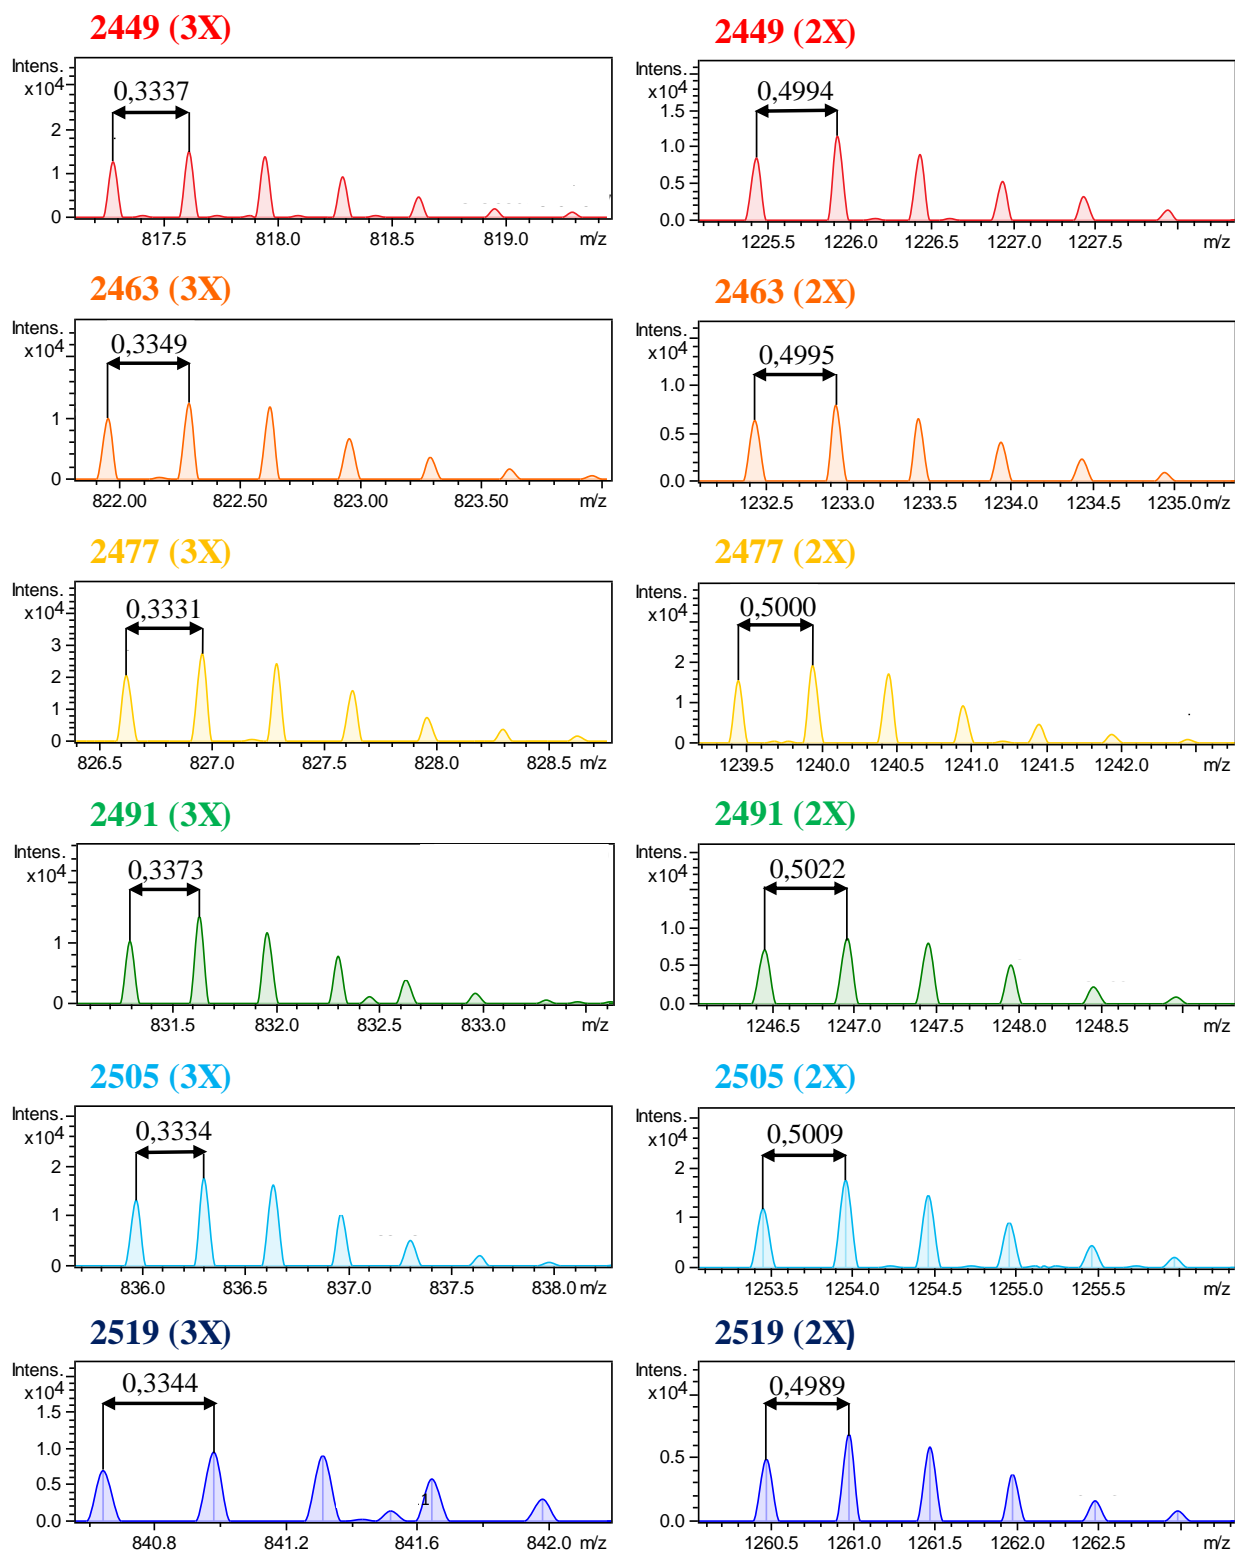 2449 (3X)
Intens.
x10⁴
0,3337
2
1
0
817.5 818.0 818.5 819.0 m/z
2449 (2X)
Intens.
x10⁴
0,4994
1.5
1.0
0.5
0.0
1225.5 1226.0 1226.5 1227.0 1227.5 m/z
2463 (3X)
Intens.
x10⁴
0,3349
1
0
822.00 822.50 823.00 823.50 m/z
2463 (2X)
Intens.
x10⁴
0,4995
1.0
0.5
0.0
1232.5 1233.0 1233.50 1234.0 1234.5 1235.0 m/z
2477 (3X)
Intens.
x10⁴
0,3331
3
2
1
0
826.5 827.0 827.5 828.0 828.5 m/z
2477 (2X)
Intens.
x10⁴
0,5000
2
1
0
1239.5 1240.0 1240.5 1241.0 1241.5 1242.0 m/z
2491 (3X)
Intens.
x10⁴
0,3373
1
0
831.5 832.0 832.5 833.0 m/z
2491 (2X)
Intens.
x10⁴
0,5022
1.0
0.5
0.0
1246.5 1247.0 1247.5 1248.0 1248.5 m/z
2505 (3X)
Intens.
x10⁴
0,3334
2
1
0
836.0 836.5 837.0 837.5 838.0 m/z
2505 (2X)
Intens.
x10⁴
0,5009
2
1
0
1253.5 1254.0 1254.5 1255.0 1255.5 m/z
2519 (3X)
Intens.
x10⁴
0,3344
1.5
1.0
0.5
0.0
1
840.8 841.2 841.6 842.0 m/z
2519 (2X)
Intens.
x10⁴
0,4989
0.5
0.0
1260.5 1261.0 1261.5 1262.0 1262.5 m/z